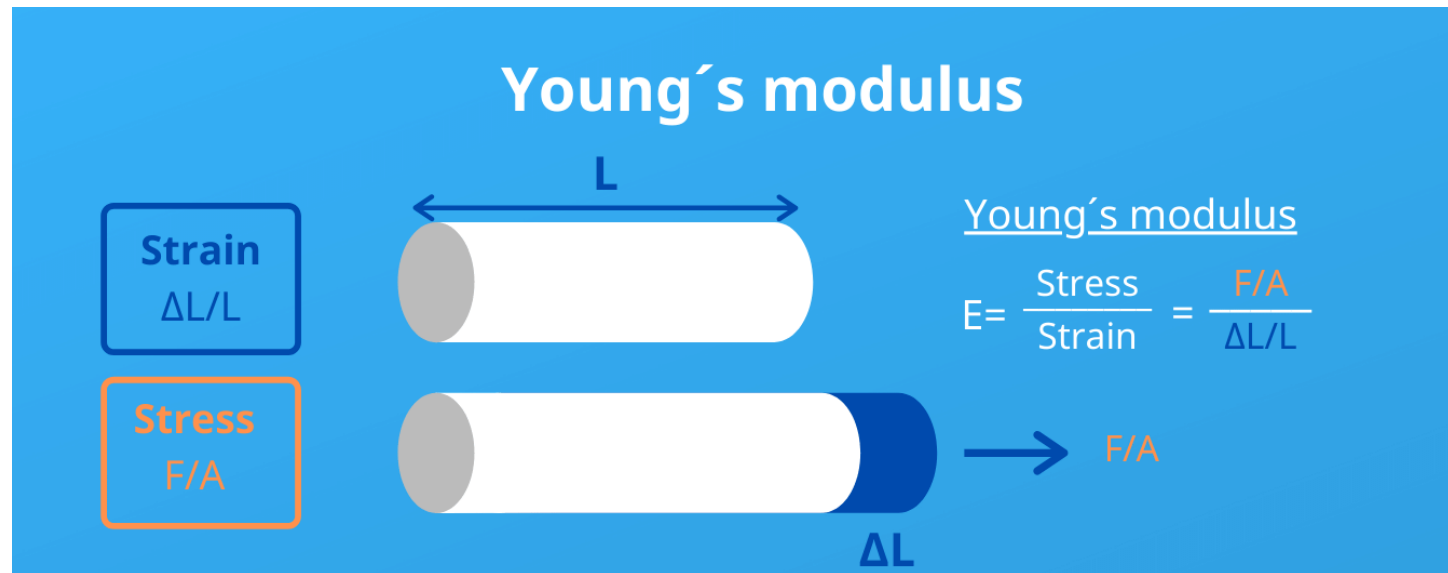 Young´s modulus
L
Strain
ΔL/L
Young´s modulus
E= Stress/Strain = F/A / ΔL/L
Stress
F/A
F/A
ΔL